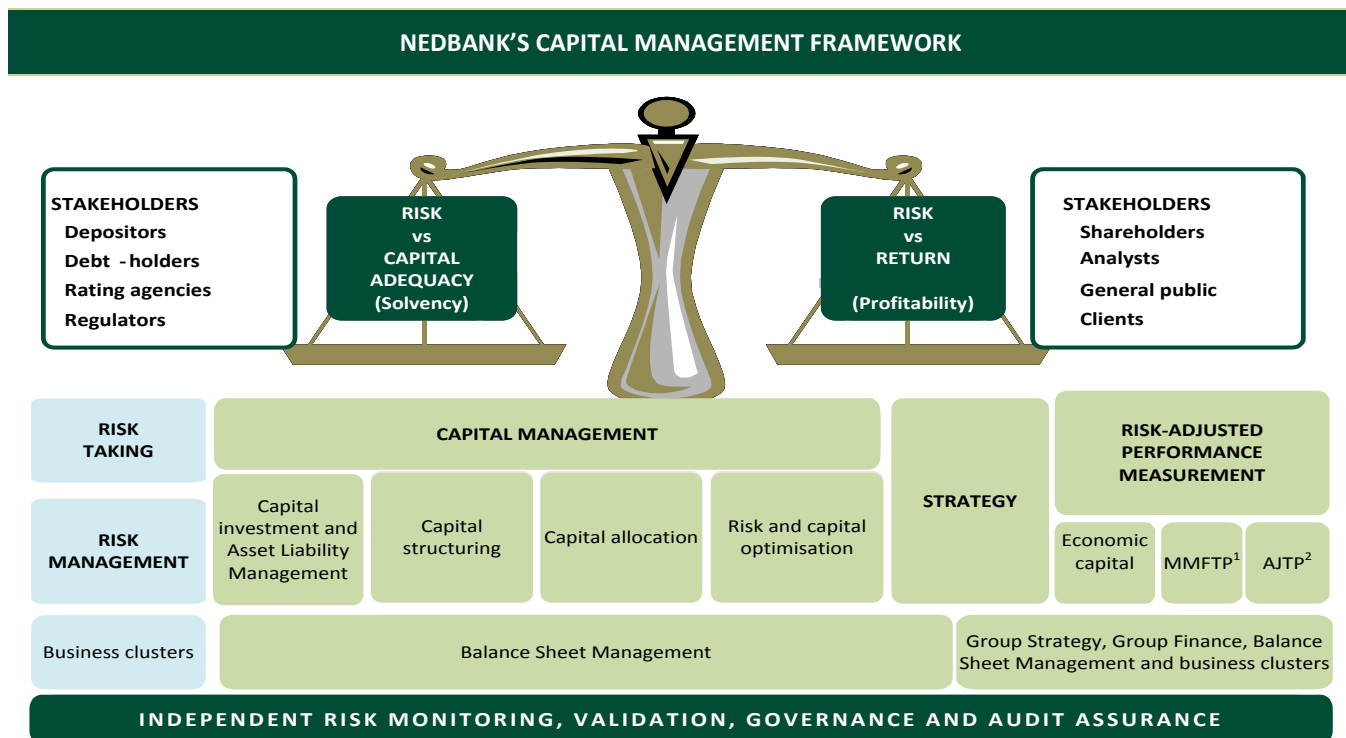 NEDBANK’S CAPITAL MANAGEMENT FRAMEWORK
STAKEHOLDERS
Depositors
Debt - holders
Rating agencies
Regulators
RISK
vs
CAPITAL
ADEQUACY
(Solvency)
RISK
vs
RETURN
(Profitability)
STAKEHOLDERS
Shareholders
Analysts
General public
Clients
RISK
TAKING
CAPITAL MANAGEMENT
STRATEGY
RISK-ADJUSTED
PERFORMANCE
MEASUREMENT
RISK
MANAGEMENT
Capital
investment and
Asset Liability
Management
Capital
structuring
Capital allocation
Risk and capital
optimisation
Economic
capital
MMFTP¹
AJTP²
Business clusters
Balance Sheet Management
Group Strategy, Group Finance, Balance
Sheet Management and business clusters
INDEPENDENT RISK MONITORING, VALIDATION, GOVERNANCE AND AUDIT ASSURANCE